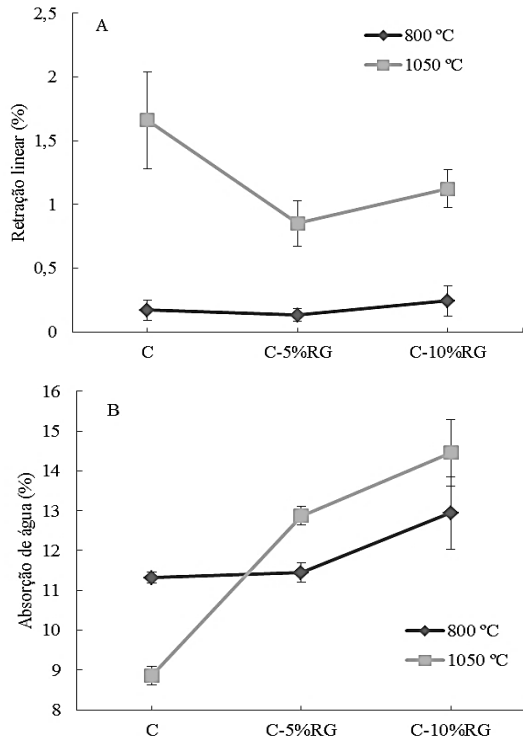 A
800 ºC
1050 ºC
Retração linear (%)
2,5
2
1,5
1
0,5
0
C
C-5%RG
C-10%RG
B
Absorção de água (%)
16
15
14
13
12
11
10
9
8
800 ºC
1050 ºC
C
C-5%RG
C-10%RG